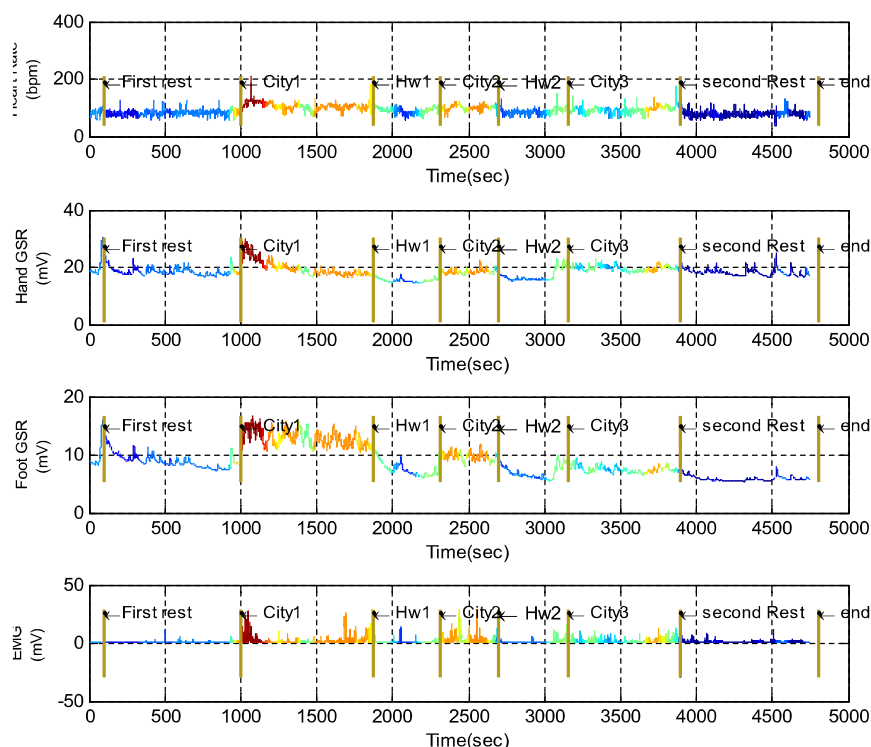 400
200
0
Heart Rate
(bpm)
First rest
City1
Hw1
City2
Hw2
City3
second Rest
end
0 500 1000 1500 2000 2500 3000 3500 4000 4500 5000
Time(sec)
40
20
0
Hand GSR
(mV)
First rest
City1
Hw1
City2
Hw2
City3
second Rest
end
0 500 1000 1500 2000 2500 3000 3500 4000 4500 5000
Time(sec)
20
10
0
Foot GSR
(mV)
First rest
City1
Hw1
City2
Hw2
City3
second Rest
end
0 500 1000 1500 2000 2500 3000 3500 4000 4500 5000
Time(sec)
50
0
-50
EMG
(mV)
First rest
City1
Hw1
City2
Hw2
City3
second Rest
end
0 500 1000 1500 2000 2500 3000 3500 4000 4500 5000
Time(sec)